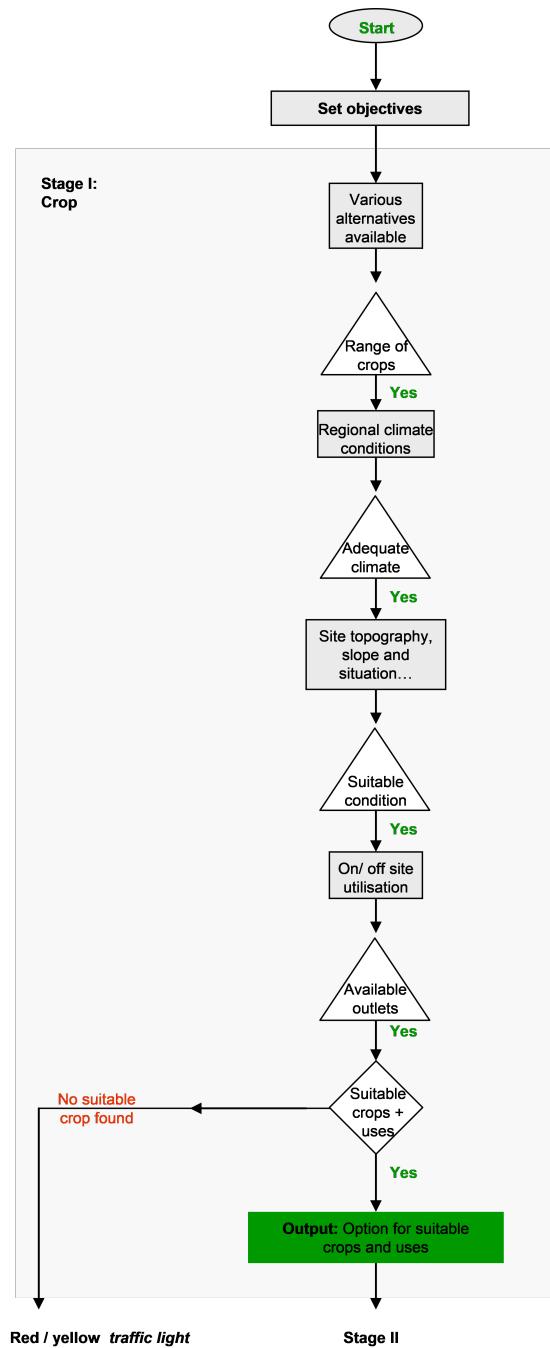 Start
Set objectives
Stage I:
Crop
Various
alternatives
available
Range of
crops
Yes
Regional climate
conditions
Adequate
climate
Yes
Site topography,
slope and
situation…
Suitable
condition
Yes
On/ off site
utilisation
Available
outlets
Yes
Suitable
crops +
uses
No suitable
crop found
Yes
Output: Option for suitable
crops and uses
Red / yellow traffic light
Stage II